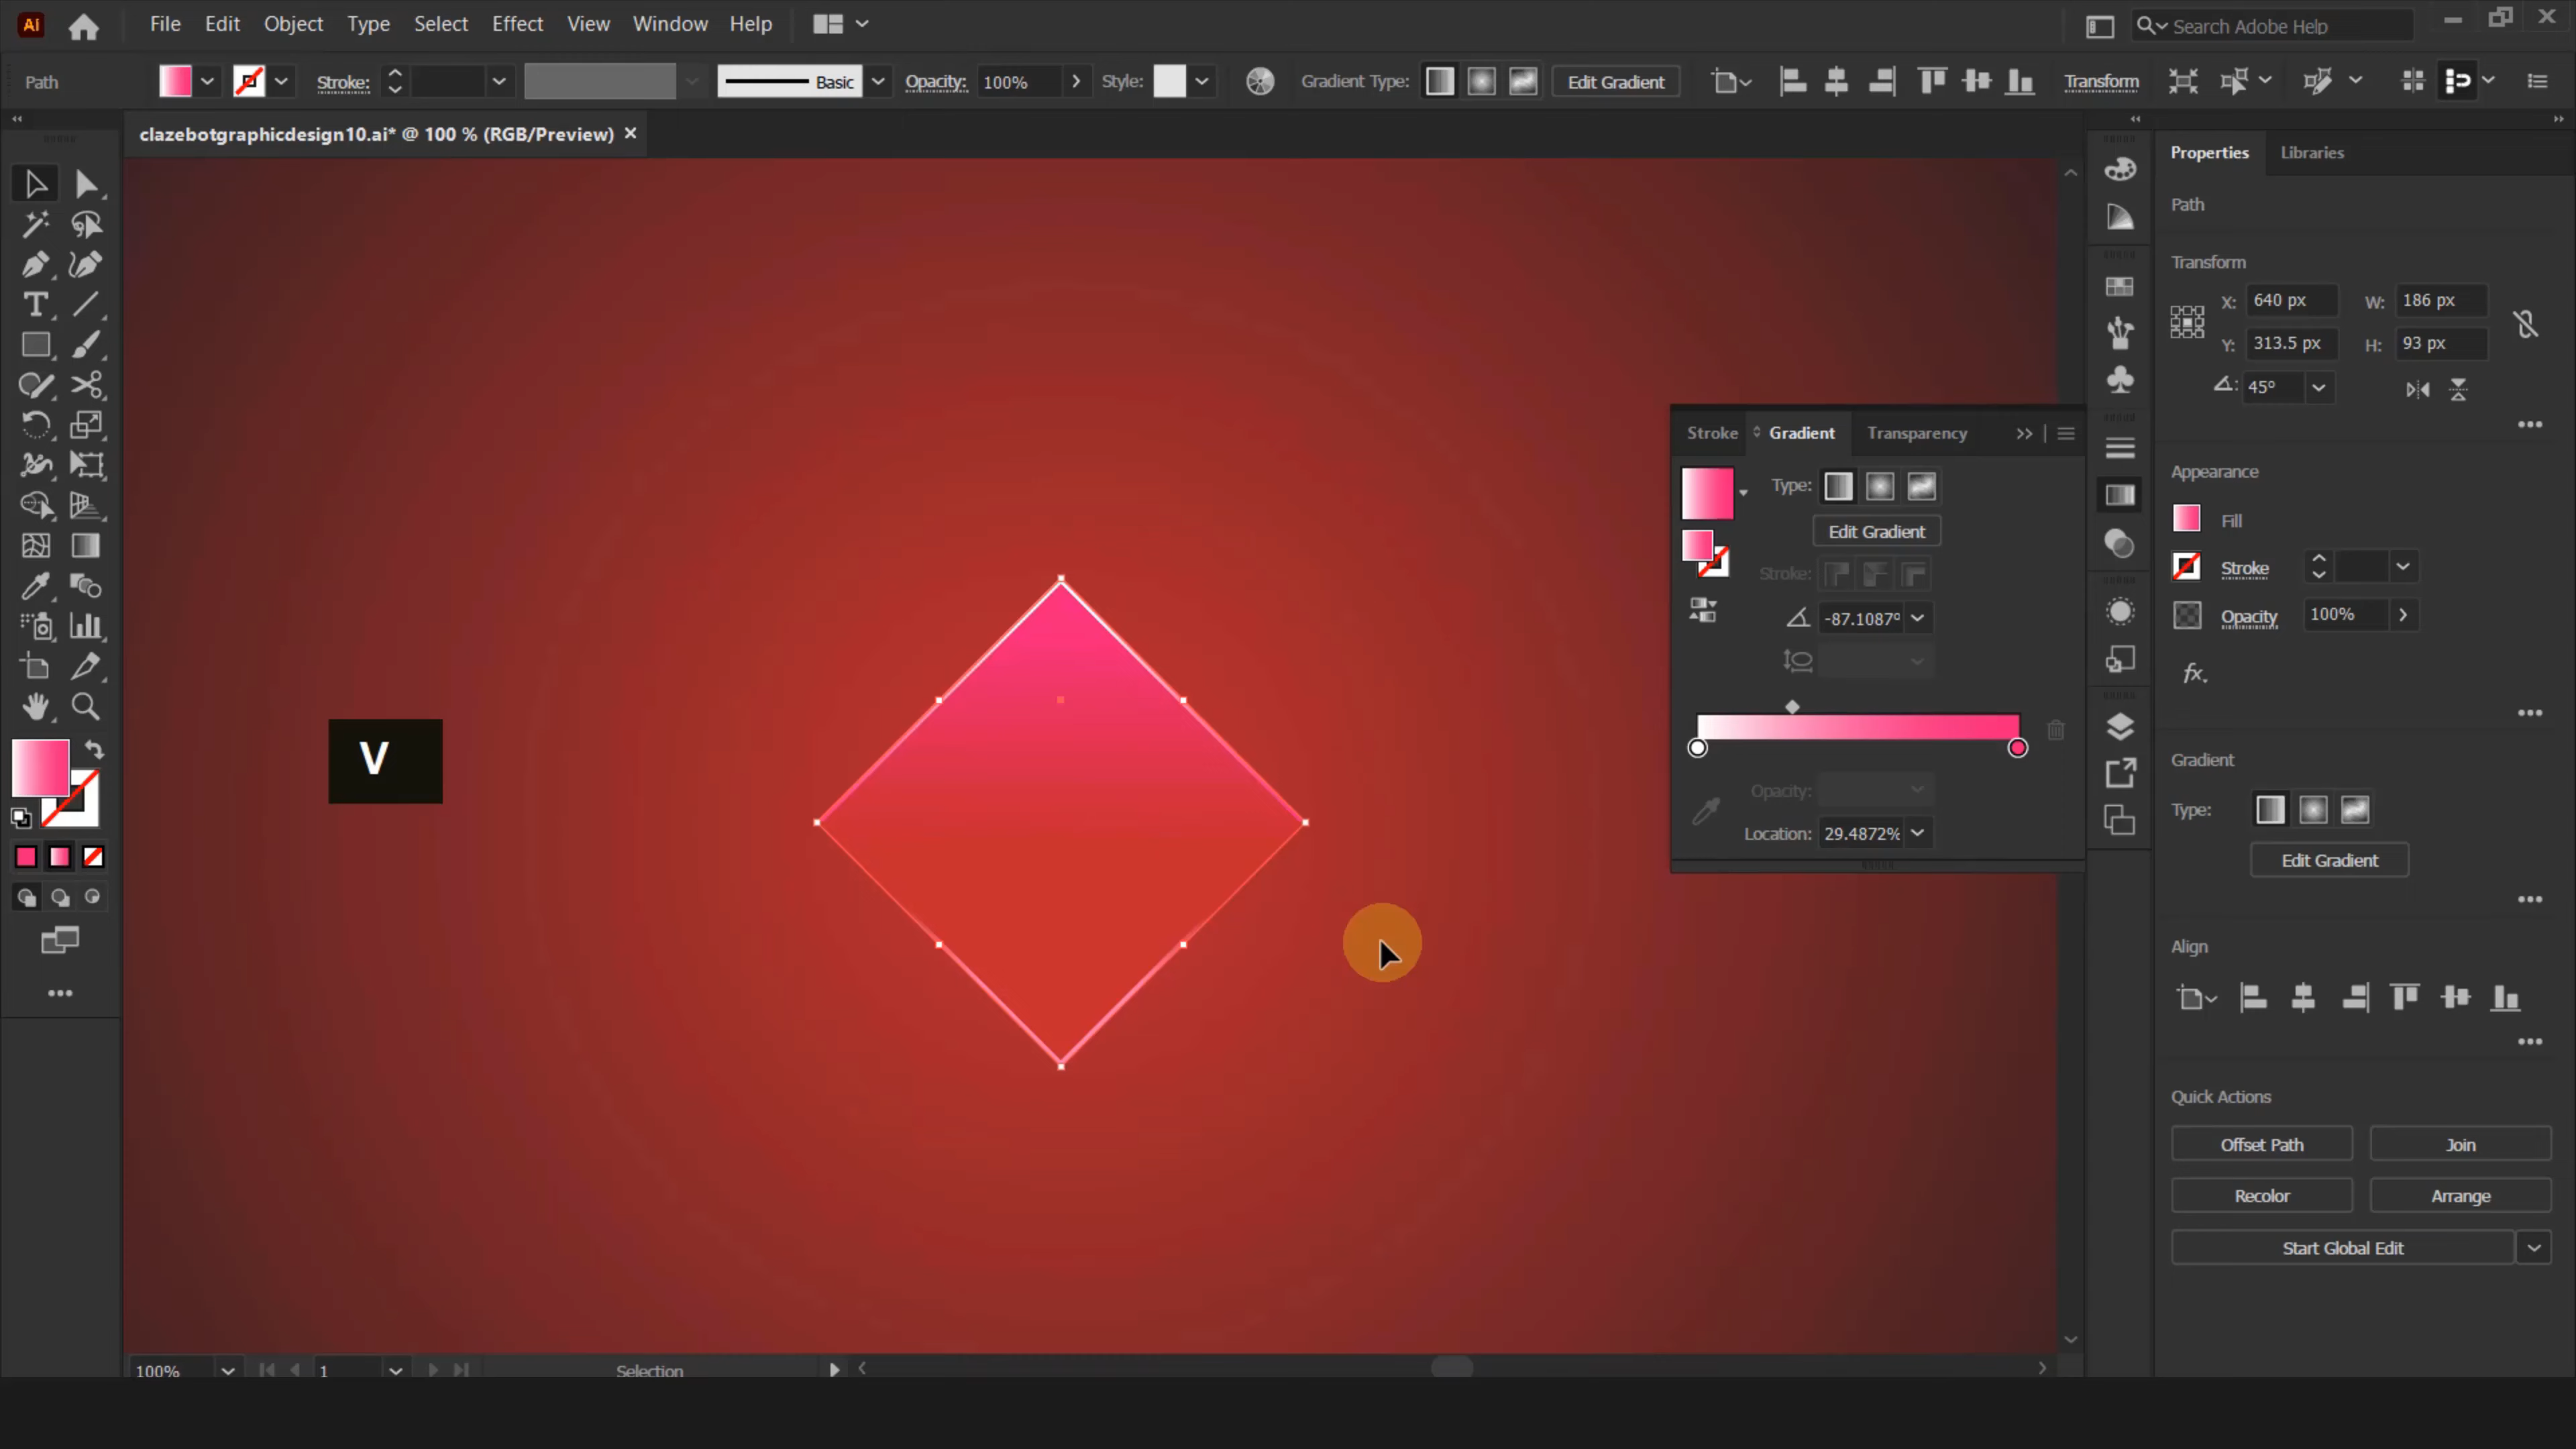 Ai File Edit Object Type Select Effect View Window Help Search Adobe Help
Path Stroke: Basic Opacity: 100% Style: Gradient Type: Edit Gradient Transform
clazebotgraphicdesign10.ai* @ 100 % (RGB/Preview)
Properties Libraries
Path
Transform
X: 640 px W: 186 px
Y: 313.5 px H: 93 px
45°
Stroke Gradient Transparency
Type:
Edit Gradient
Stroke:
-87.1087°
Opacity:
Location: 29.4872%
Appearance
Fill
Stroke
Opacity 100%
fx.
V
Gradient
Type:
Edit Gradient
Align
Quick Actions
Offset Path Join
Recolor Arrange
Start Global Edit
100% 1 Selection